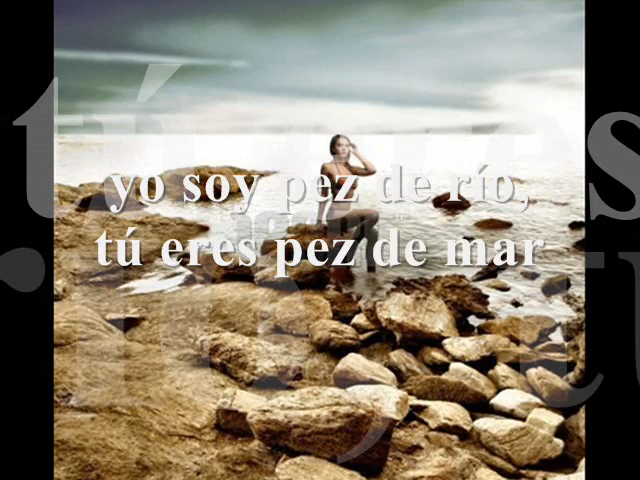 yo soy pez de río,
tú eres pez de mar